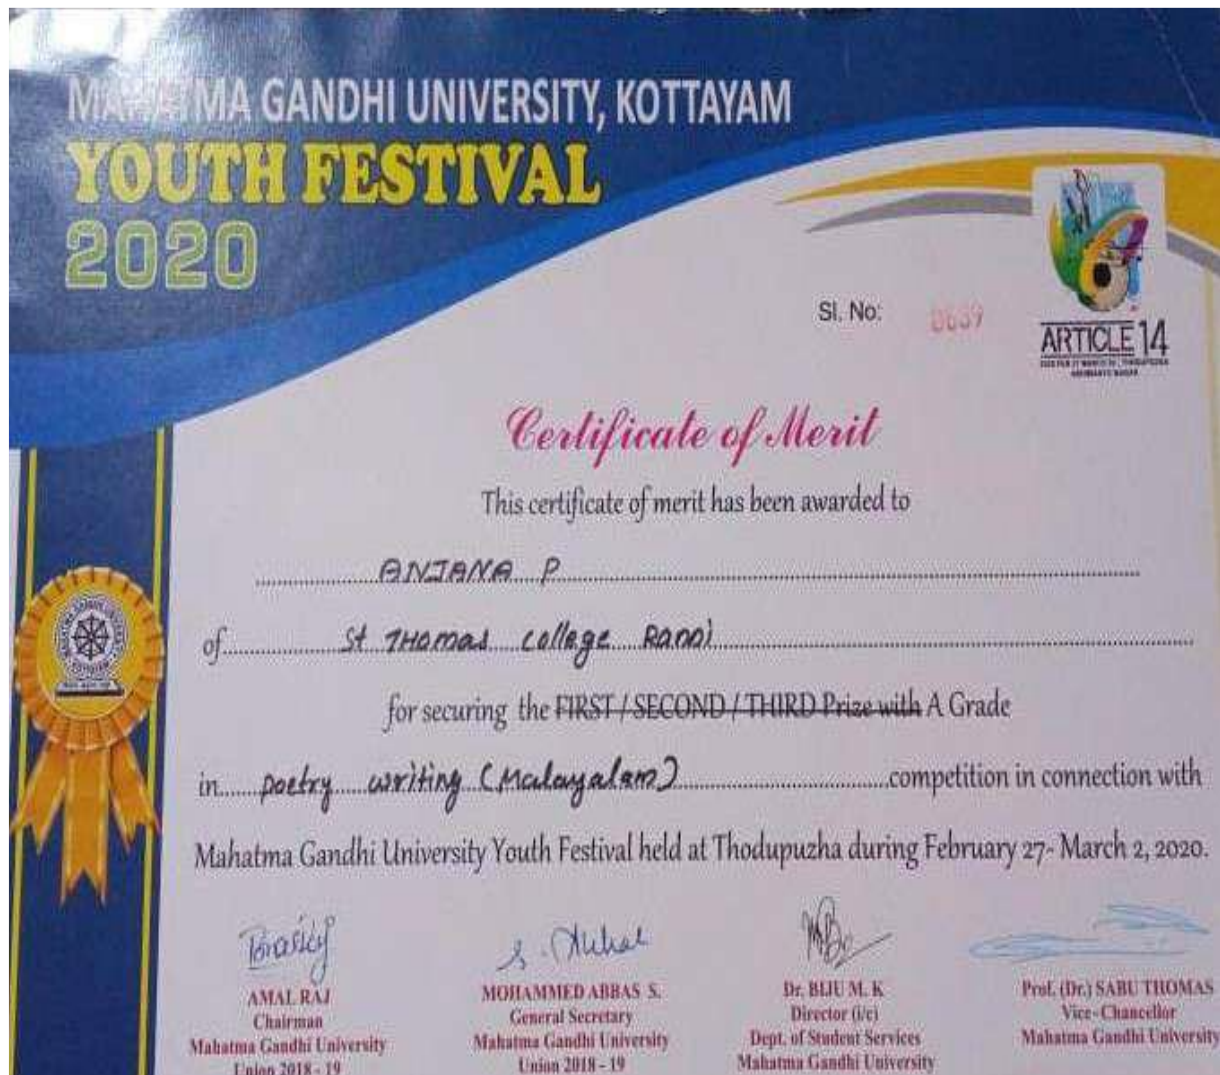 MAHATMA GANDHI UNIVERSITY, KOTTAYAM
YOUTH FESTIVAL
2020
Sl. No:
ARTICLE 14
Certificate of Merit
This certificate of merit has been awarded to
ANJANA P
of St THOMAS College Ranni
for securing the FIRST / SECOND / THIRD Prize with A Grade
in poetry writing (Malayalam) competition in connection with
Mahatma Gandhi University Youth Festival held at Thodupuzha during February 27- March 2, 2020.
AMAL RAJ
Chairman
Mahatma Gandhi University
Union 2018 - 19
MOHAMMED ABBAS S.
General Secretary
Mahatma Gandhi University
Union 2018 - 19
Dr. BIJU M. K
Director (i/c)
Dept. of Student Services
Mahatma Gandhi University
Prof. (Dr.) SABU THOMAS
Vice- Chancellor
Mahatma Gandhi University